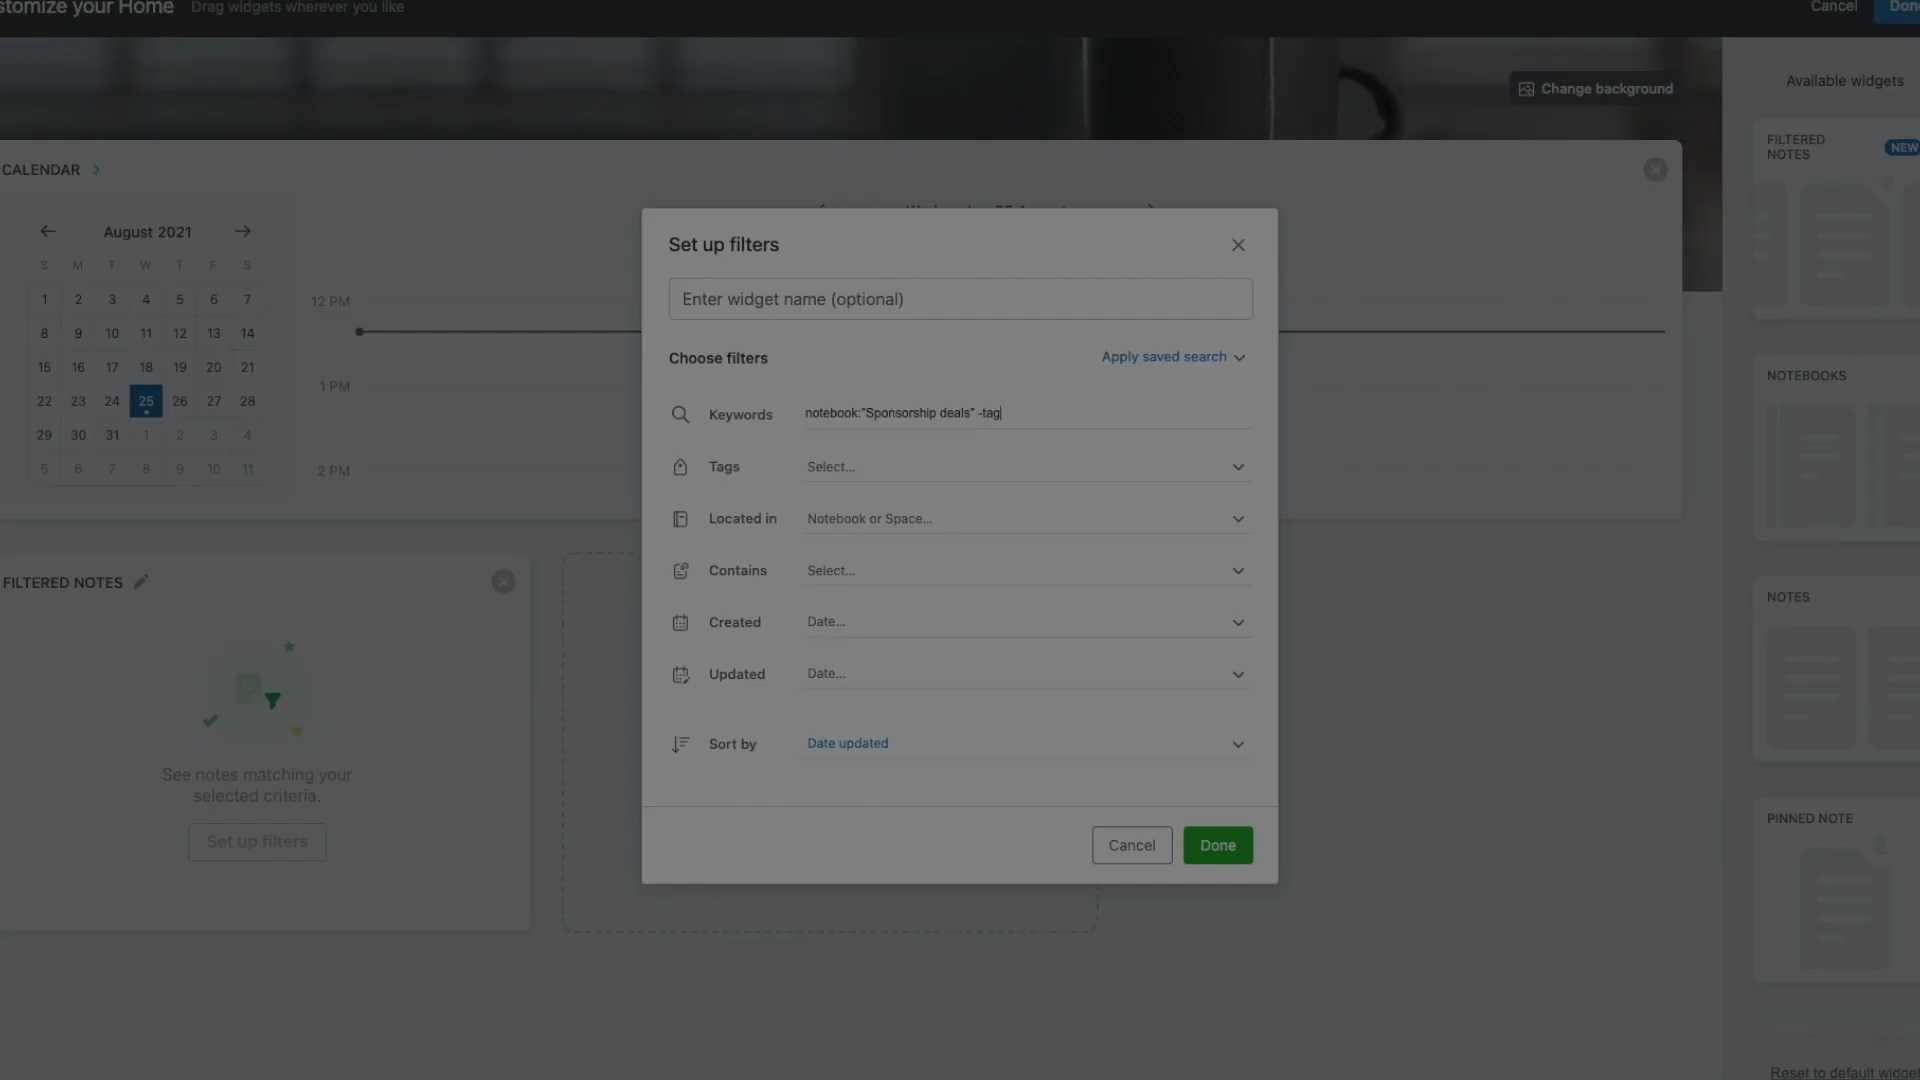 stomize your Home Drag widgets wherever you like
Cancel
Done
Change background
Available widgets
CALENDAR
August 2021
S M T W T F S
1 2 3 4 5 6 7
8 9 10 11 12 13 14
15 16 17 18 19 20 21
22 23 24 25 26 27 28
29 30 31 1 2 3 4
5 6 7 8 9 10 11
12 PM
1 PM
2 PM
Set up filters
Enter widget name (optional)
Choose filters
Apply saved search
Keywords notebook:"Sponsorship deals" -tag
Tags Select...
Located in Notebook or Space...
Contains Select...
Created Date...
Updated Date...
Sort by Date updated
Cancel
Done
FILTERED NOTES
See notes matching your
selected criteria.
Set up filters
FILTERED
NOTES
NEW
NOTEBOOKS
NOTES
PINNED NOTE
Reset to default widget